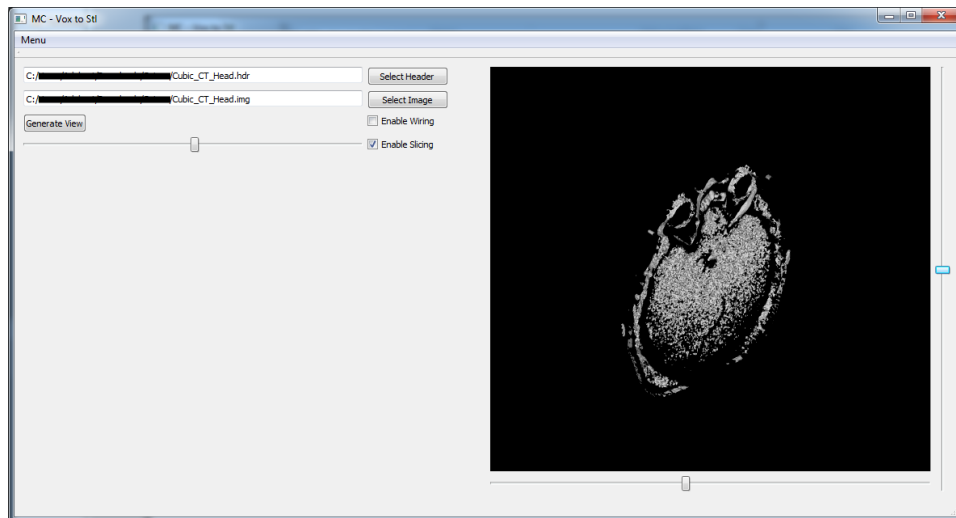 MC - Vox to Stl
Menu
C:/ /Cubic_CT_Head.hdr
Select Header
C:/ /Cubic_CT_Head.img
Select Image
Generate View
Enable Wiring
Enable Slicing